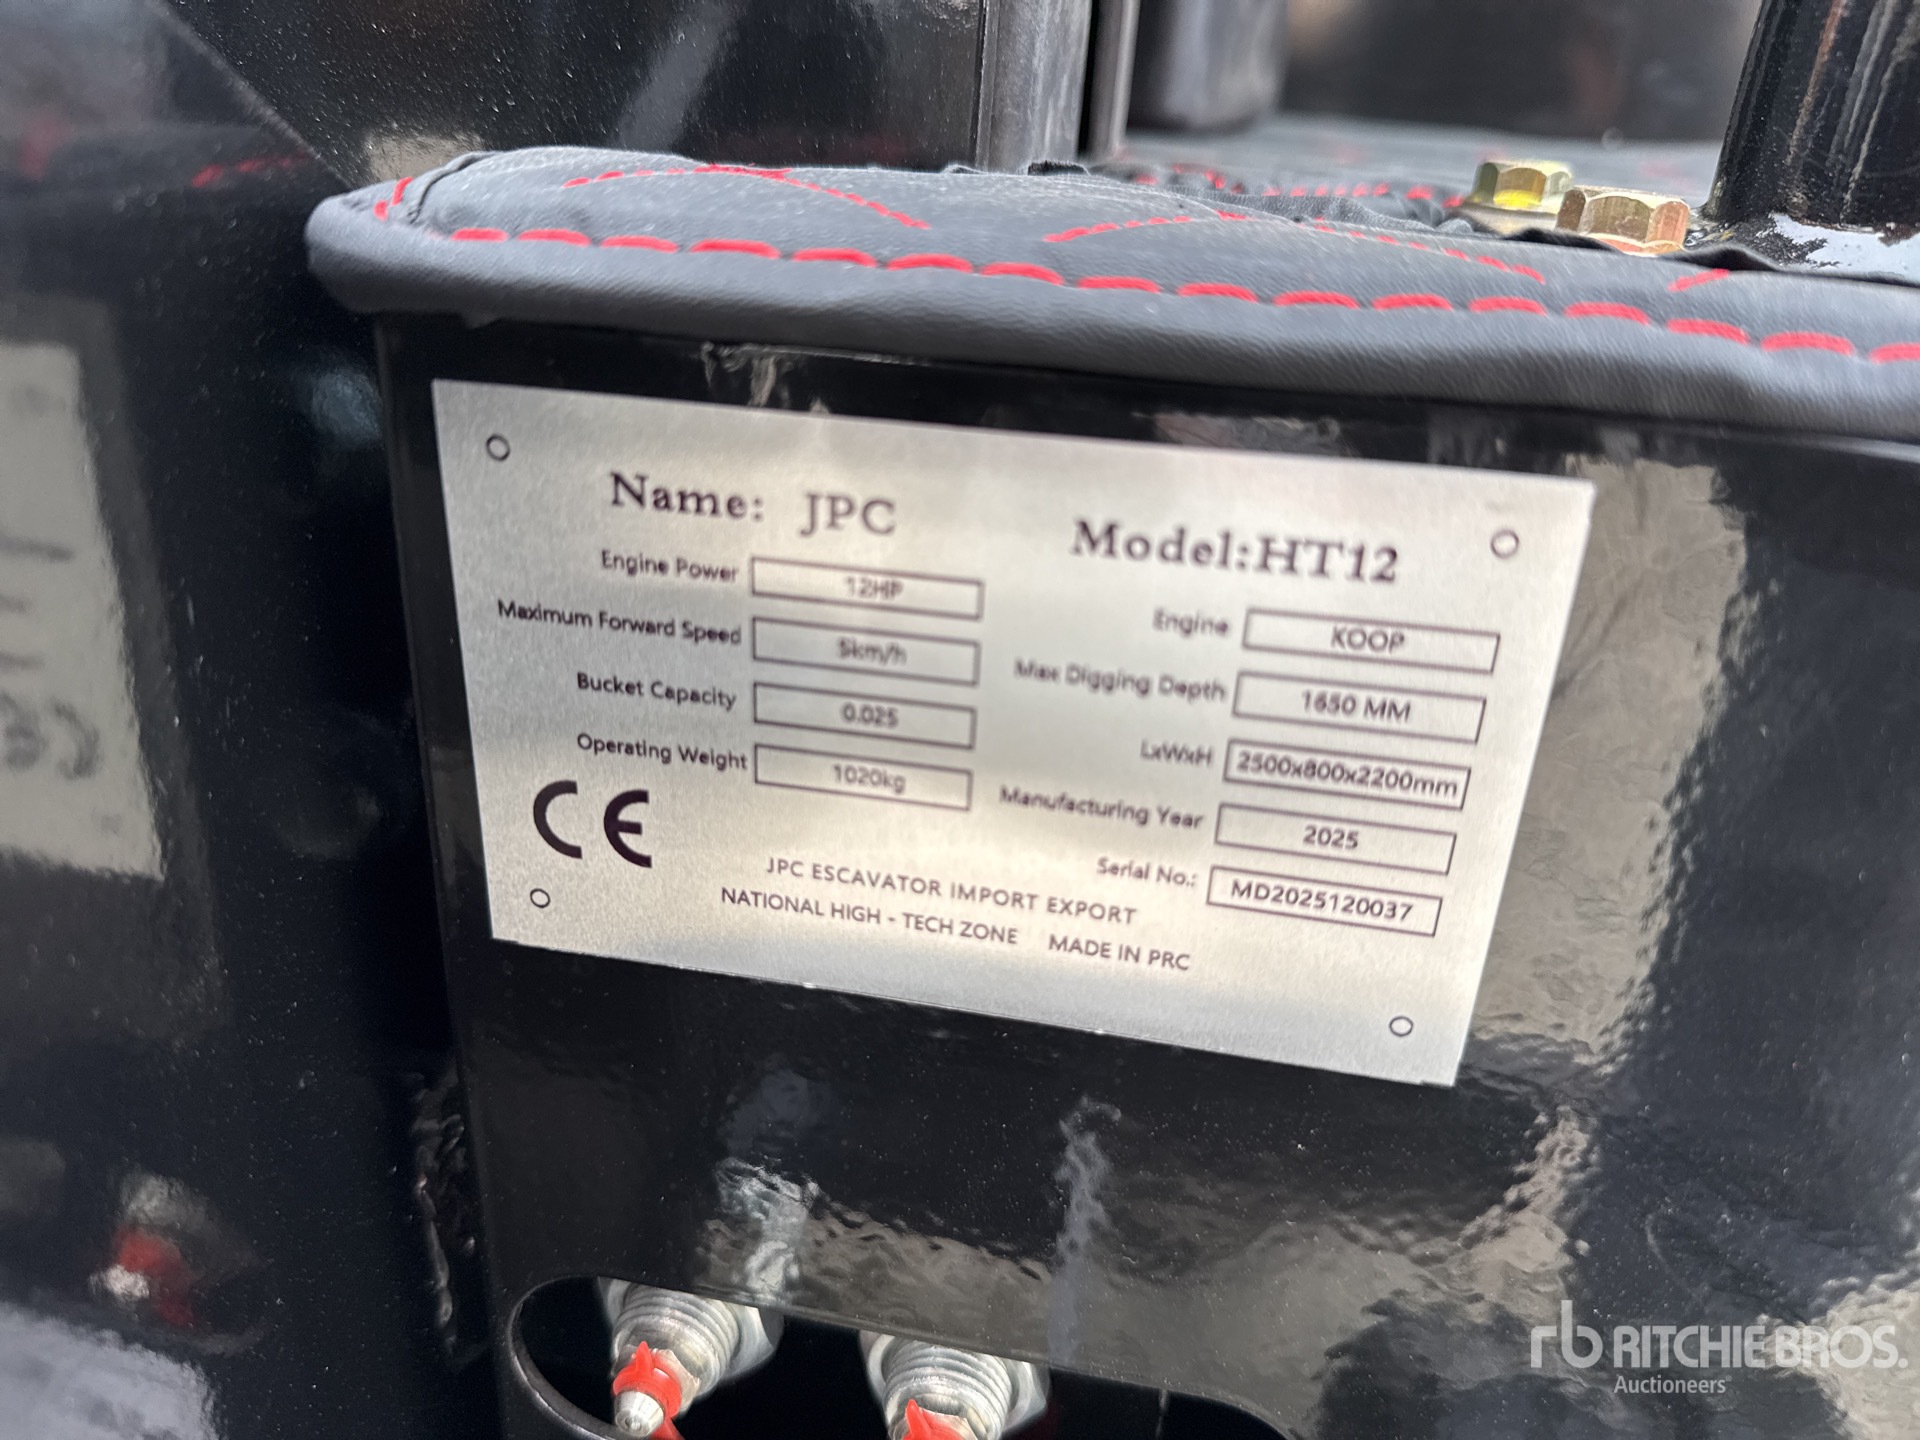 Name: JPC Model:HT12
Engine Power 12HP
Maximum Forward Speed 5km/h
Bucket Capacity 0.025
Operating Weight 1020kg
Engine KOOP
Max Digging Depth 1650 MM
LxWxH 2500x800x2200mm
Manufacturing Year 2025
Serial No.: MD2025120037
CE
JPC ESCAVATOR IMPORT EXPORT
NATIONAL HIGH - TECH ZONE MADE IN PRC
rb RITCHIE BROS.
Auctioneers